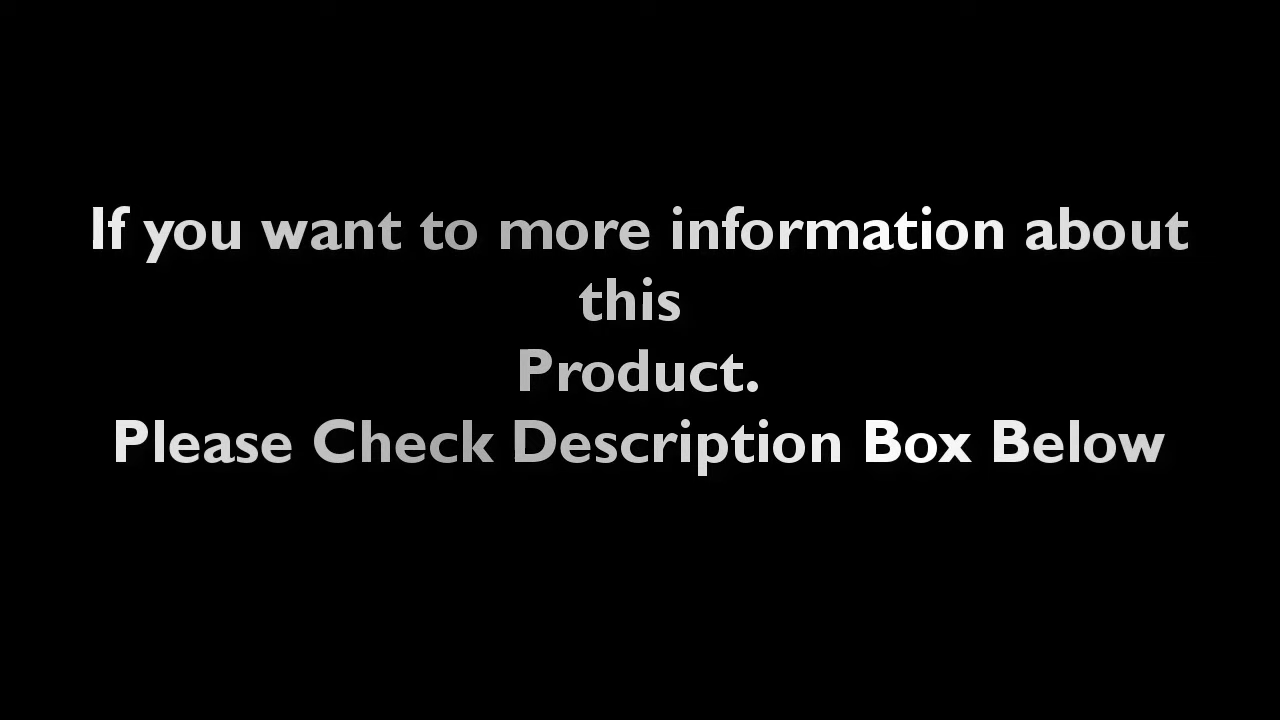 If you want to more information about
this
Product.
Please Check Description Box Below